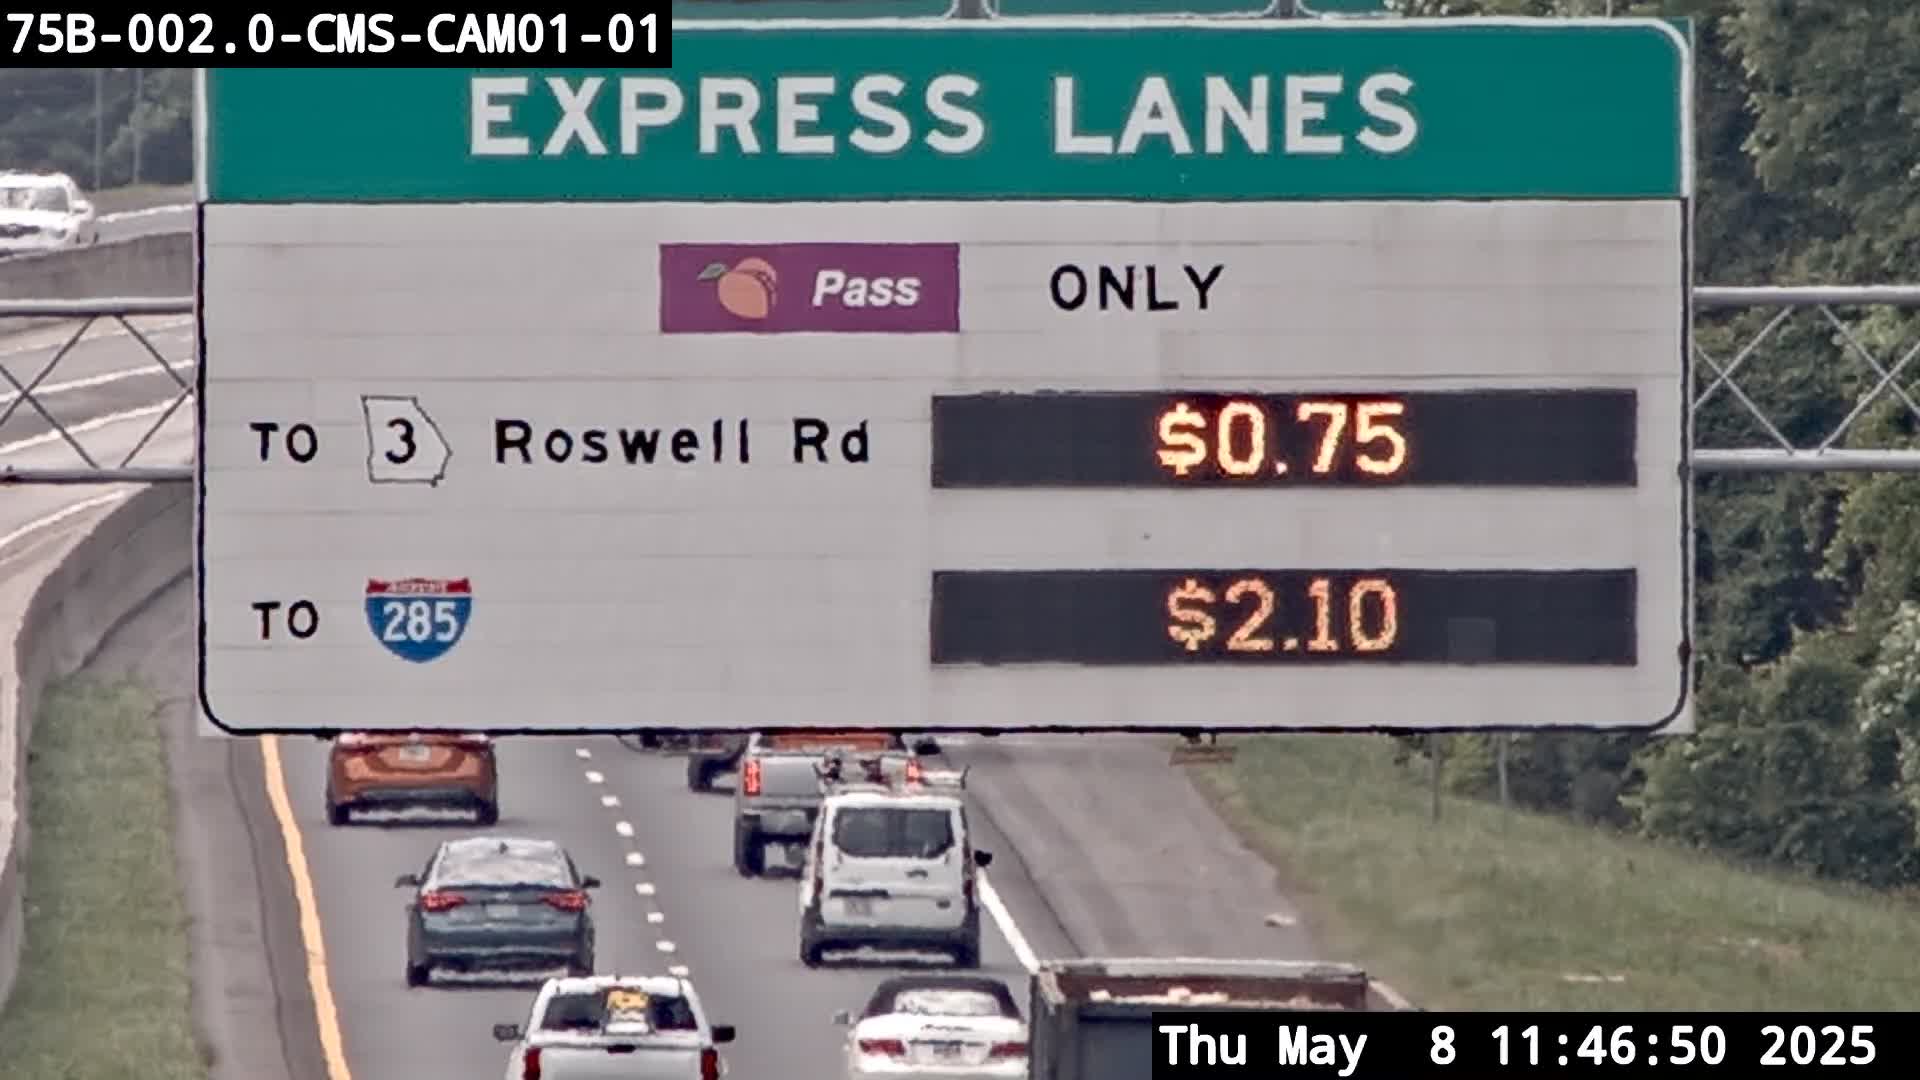 75B-002.0-CMS-CAM01-01
EXPRESS LANES
Pass ONLY
TO 3 Roswell Rd $0.75
TO 285 $2.10
Thu May 8 11:46:50 2025